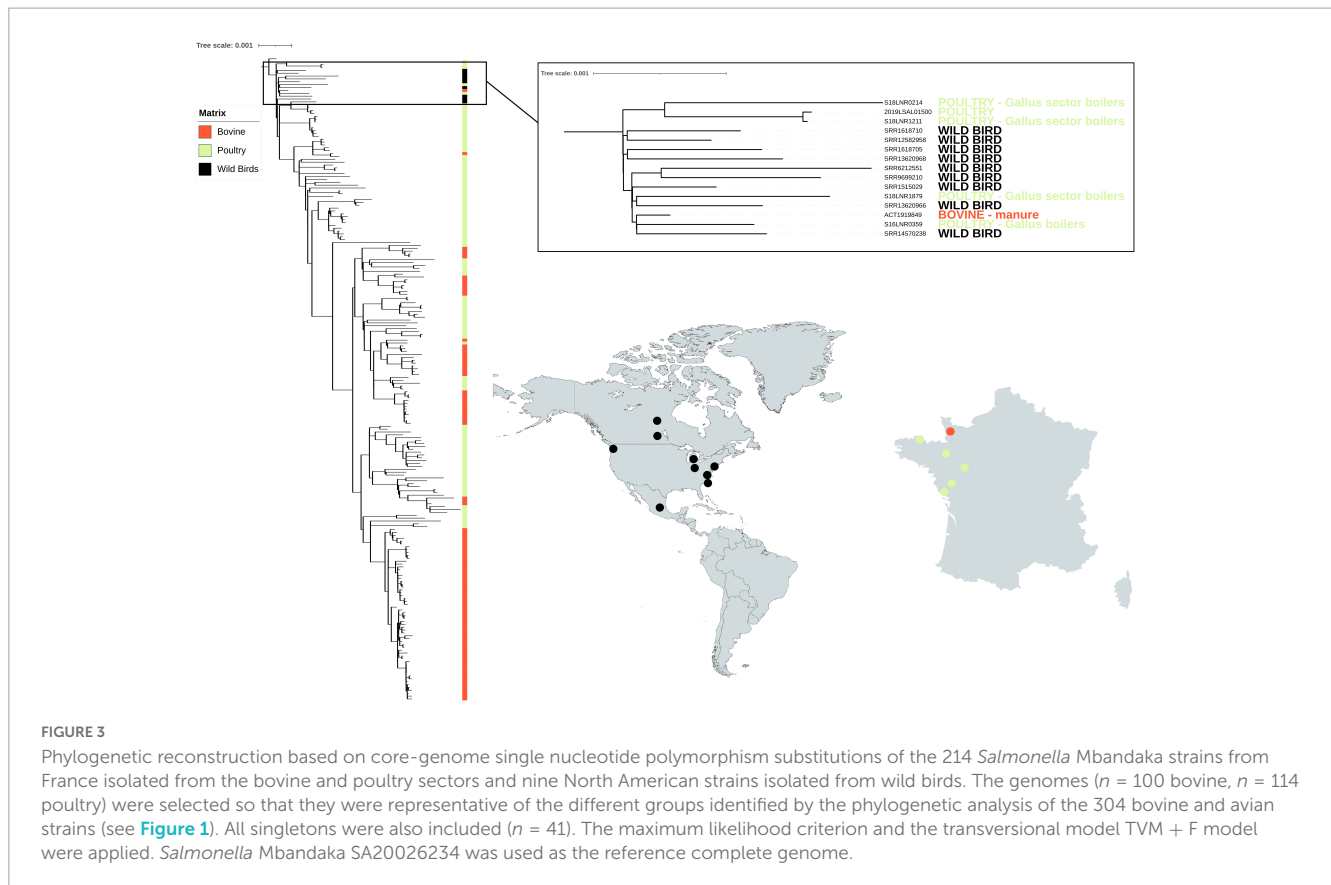 Tree scale: 0.001
Matrix
Bovine
Poultry
Wild Birds
Tree scale: 0.001
S18LNR0214 POULTRY - Gallus sector boilers
2019LSAL01500 POULTRY
S18LNR1211 POULTRY - Gallus sector boilers
SRR1618710 WILD BIRD
SRR12582958 WILD BIRD
SRR1618705 WILD BIRD
SRR13620968 WILD BIRD
SRR6212551 WILD BIRD
SRR9699210 WILD BIRD
SRR1515029 WILD BIRD
S18LNR1879 POULTRY - Gallus sector boilers
SRR13620966 WILD BIRD
ACT1919849 BOVINE - manure
S16LNR0359 POULTRY - Gallus boilers
SRR14570238 WILD BIRD
FIGURE 3
Phylogenetic reconstruction based on core-genome single nucleotide polymorphism substitutions of the 214 Salmonella Mbandaka strains from
France isolated from the bovine and poultry sectors and nine North American strains isolated from wild birds. The genomes (n = 100 bovine, n = 114
poultry) were selected so that they were representative of the different groups identified by the phylogenetic analysis of the 304 bovine and avian
strains (see Figure 1). All singletons were also included (n = 41). The maximum likelihood criterion and the transversional model TVM + F model
were applied. Salmonella Mbandaka SA20026234 was used as the reference complete genome.